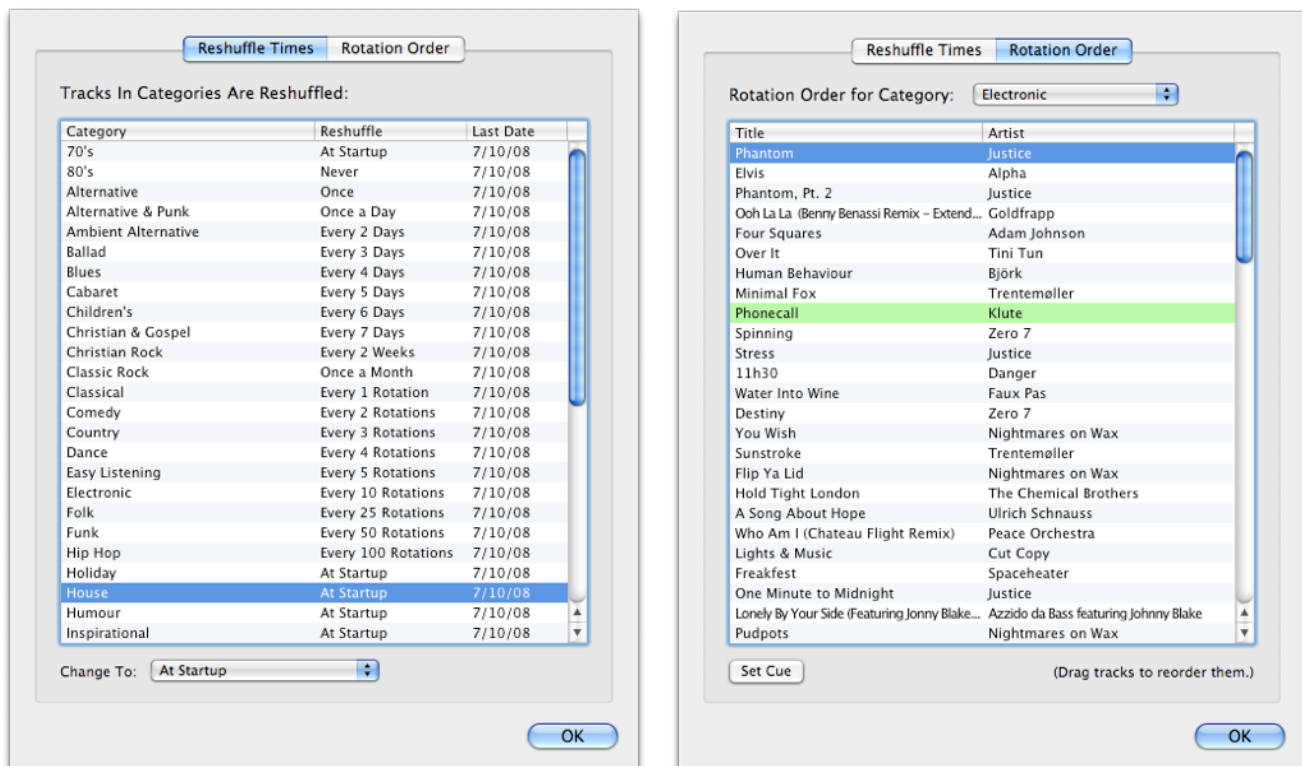 Reshuffle Times Rotation Order
Tracks In Categories Are Reshuffled:
Category Reshuffle Last Date
70's At Startup 7/10/08
80's Never 7/10/08
Alternative Once 7/10/08
Alternative & Punk Once a Day 7/10/08
Ambient Alternative Every 2 Days 7/10/08
Ballad Every 3 Days 7/10/08
Blues Every 4 Days 7/10/08
Cabaret Every 5 Days 7/10/08
Children's Every 6 Days 7/10/08
Christian & Gospel Every 7 Days 7/10/08
Christian Rock Every 2 Weeks 7/10/08
Classic Rock Once a Month 7/10/08
Classical Every 1 Rotation 7/10/08
Comedy Every 2 Rotations 7/10/08
Country Every 3 Rotations 7/10/08
Dance Every 4 Rotations 7/10/08
Easy Listening Every 5 Rotations 7/10/08
Electronic Every 10 Rotations 7/10/08
Folk Every 25 Rotations 7/10/08
Funk Every 50 Rotations 7/10/08
Hip Hop Every 100 Rotations 7/10/08
Holiday At Startup 7/10/08
House At Startup 7/10/08
Humour At Startup 7/10/08
Inspirational At Startup 7/10/08
Change To: At Startup
OK
Reshuffle Times Rotation Order
Rotation Order for Category: Electronic
Title Artist
Phantom Justice
Elvis Alpha
Phantom, Pt. 2 Justice
Ooh La La (Benny Benassi Remix – Extend... Goldfrapp
Four Squares Adam Johnson
Over It Tini Tun
Human Behaviour Björk
Minimal Fox Trentemøller
Phonecall Klute
Spinning Zero 7
Stress Justice
11h30 Danger
Water Into Wine Faux Pas
Destiny Zero 7
You Wish Nightmares on Wax
Sunstroke Trentemøller
Flip Ya Lid Nightmares on Wax
Hold Tight London The Chemical Brothers
A Song About Hope Ulrich Schnauss
Who Am I (Chateau Flight Remix) Peace Orchestra
Lights & Music Cut Copy
Freakfest Spaceheater
One Minute to Midnight Justice
Lonely By Your Side (Featuring Jonny Blake... Azzido da Bass featuring Johnny Blake
Pudpots Nightmares on Wax
Set Cue (Drag tracks to reorder them.)
OK